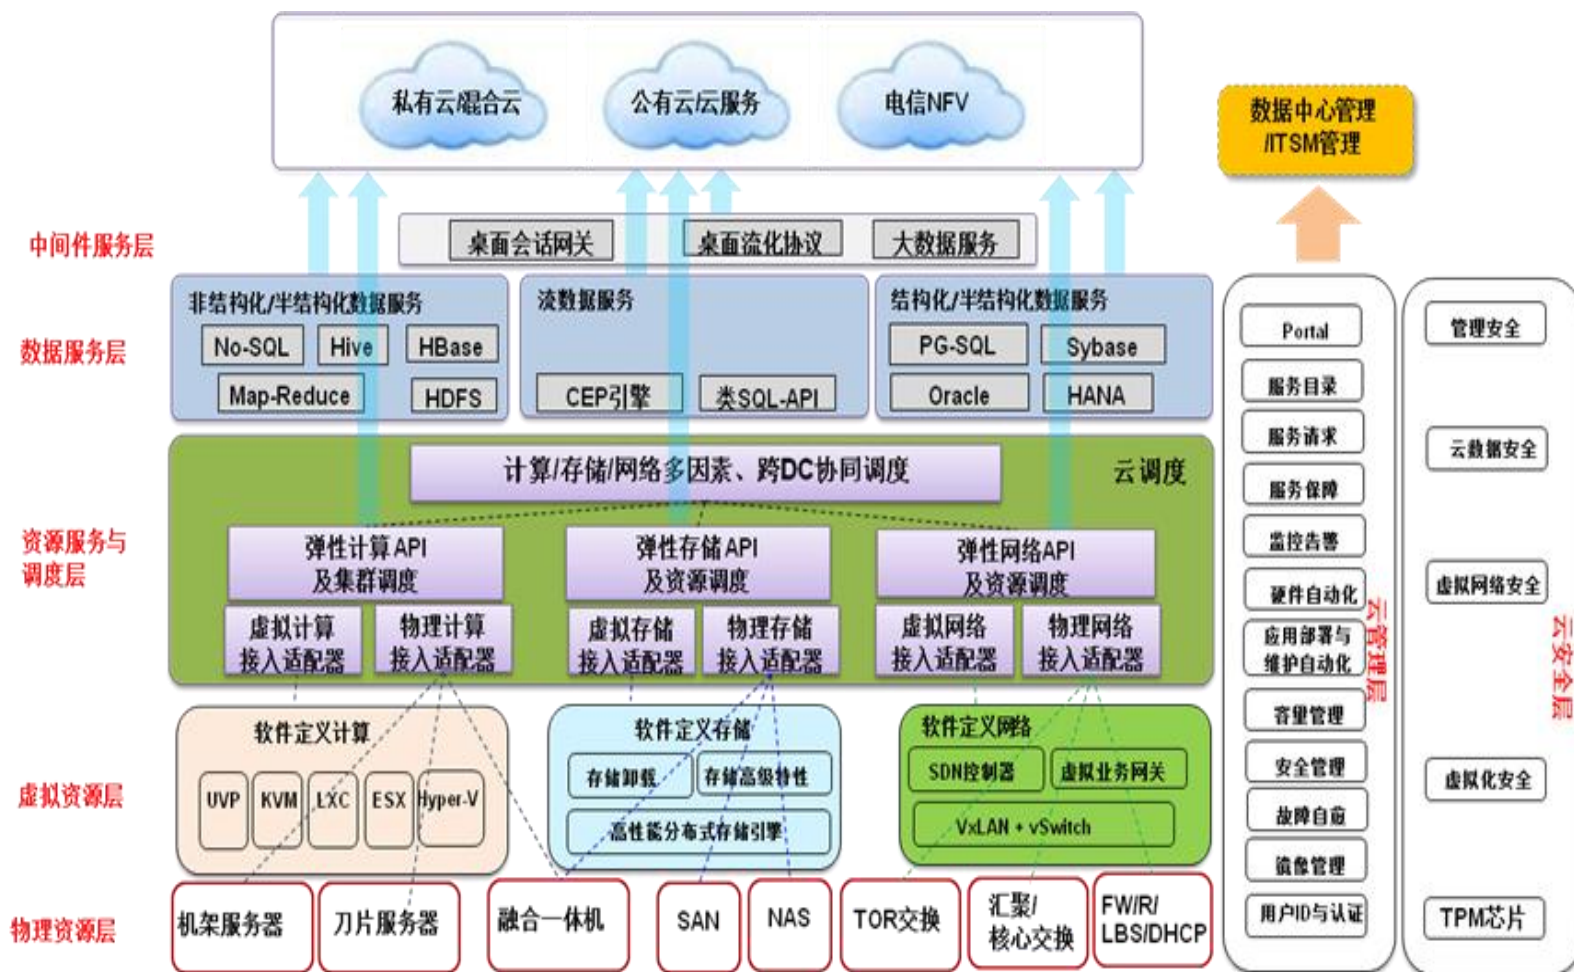 私有云/混合云
公有云/云服务
电信NFV
数据中心管理
/ITSM管理
中间件服务层
桌面会话网关
桌面流化协议
大数据服务
数据服务层
非结构化/半结构化数据服务
No-SQL
Hive
HBase
Map-Reduce
HDFS
流数据服务
CEP引擎
类SQL-API
结构化/半结构化数据服务
PG-SQL
Sybase
Oracle
HANA
资源服务与
调度层
计算/存储/网络多因素、跨DC协同调度
云调度
弹性计算API
及集群调度
弹性存储API
及资源调度
弹性网络API
及资源调度
虚拟计算
接入适配器
物理计算
接入适配器
虚拟存储
接入适配器
物理存储
接入适配器
虚拟网络
接入适配器
物理网络
接入适配器
虚拟资源层
软件定义计算
UVP
KVM
LXC
ESX
Hyper-V
软件定义存储
存储卸载
存储高级特性
高性能分布式存储引擎
软件定义网络
SDN控制器
虚拟业务网关
VxLAN + vSwitch
物理资源层
机架服务器
刀片服务器
融合一体机
SAN
NAS
TOR交换
汇聚/
核心交换
FW/R/
LBS/DHCP
Portal
服务目录
服务请求
服务保障
监控告警
硬件自动化
应用部署与
维护自动化
容量管理
安全管理
故障自愈
镜像管理
用户ID与认证
云管理层
管理安全
云数据安全
虚拟网络安全
虚拟化安全
TPM芯片
云安全层